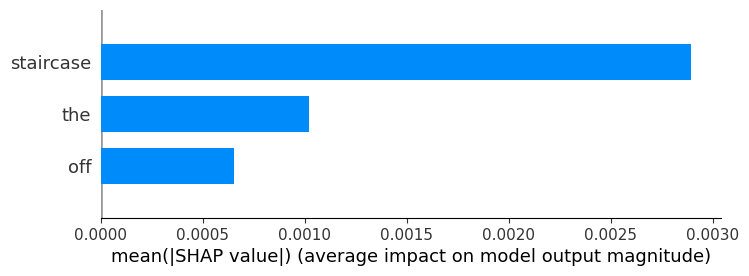 staircase
the
off
0.0000 0.0005 0.0010 0.0015 0.0020 0.0025 0.0030
mean(|SHAP value|) (average impact on model output magnitude)